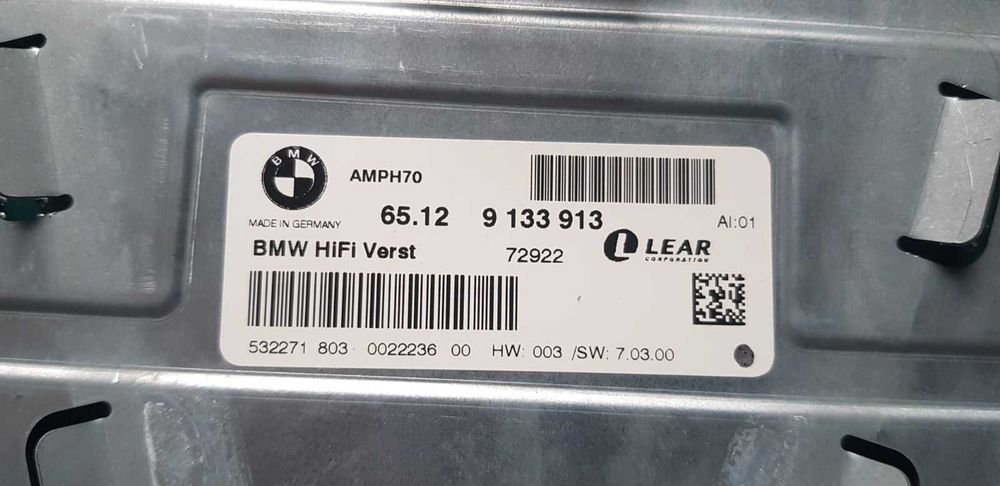 BMW
AMPH70
MADE IN GERMANY
65.12 9 133 913
AI:01
BMW HiFi Verst
72922
LEAR
CORPORATION
532271 803 0022236 00 HW: 003 /SW: 7.03.00